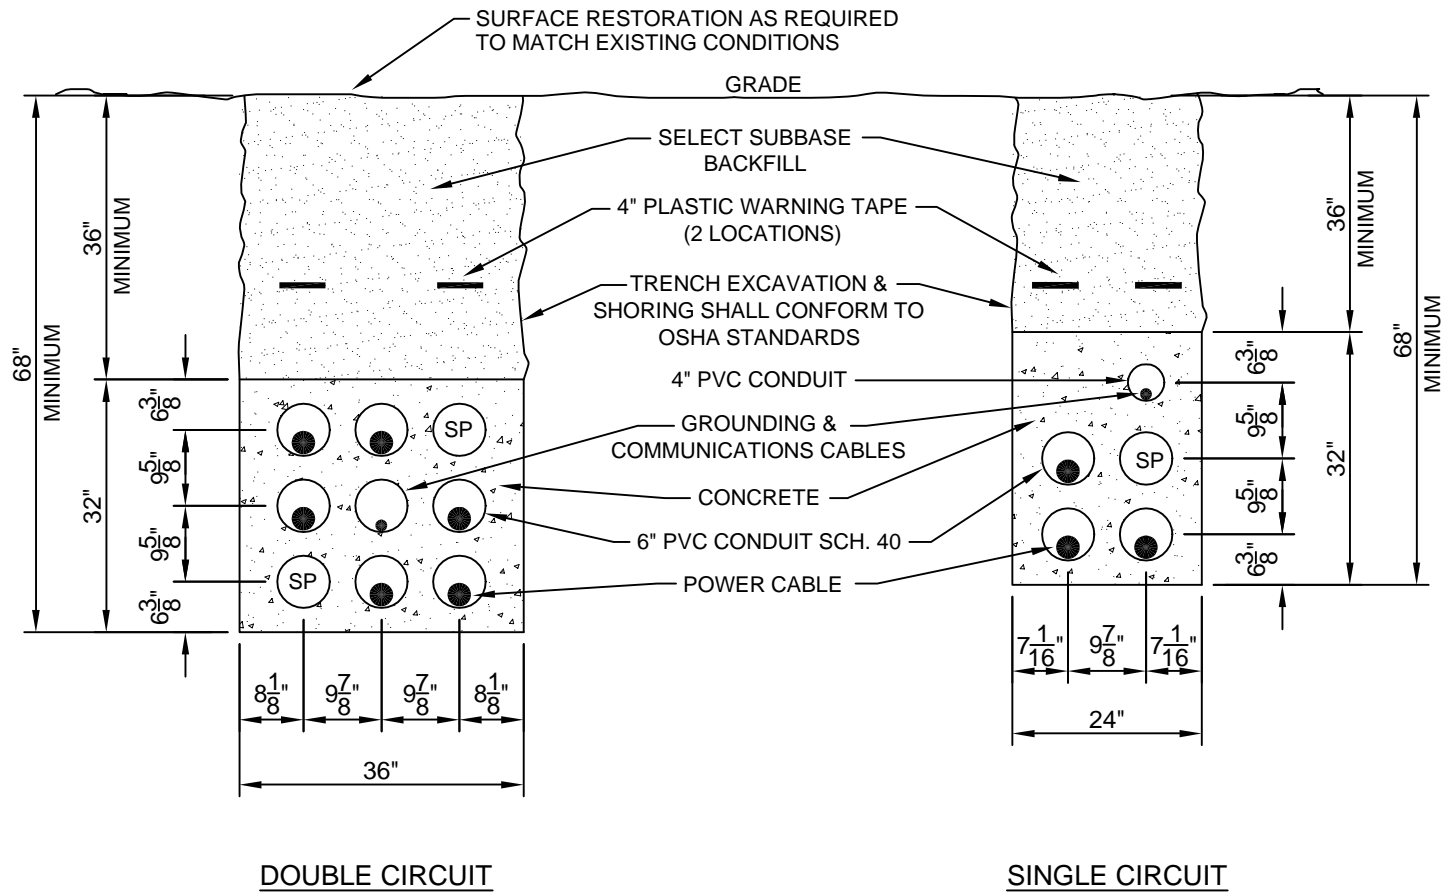 SURFACE RESTORATION AS REQUIRED
TO MATCH EXISTING CONDITIONS
GRADE
SELECT SUBBASE
BACKFILL
4" PLASTIC WARNING TAPE
(2 LOCATIONS)
TRENCH EXCAVATION &
SHORING SHALL CONFORM TO
OSHA STANDARDS
4" PVC CONDUIT
GROUNDING &
COMMUNICATIONS CABLES
CONCRETE
6" PVC CONDUIT SCH. 40
POWER CABLE
68"
MINIMUM
36"
MINIMUM
32"
6 3/8"
9 5/8"
9 5/8"
6 3/8"
SP
SP
8 1/8"
9 7/8"
9 7/8"
8 1/8"
36"
DOUBLE CIRCUIT
36"
MINIMUM
68"
MINIMUM
32"
6 3/8"
9 5/8"
9 5/8"
6 3/8"
SP
7 1/16"
9 7/8"
7 1/16"
24"
SINGLE CIRCUIT